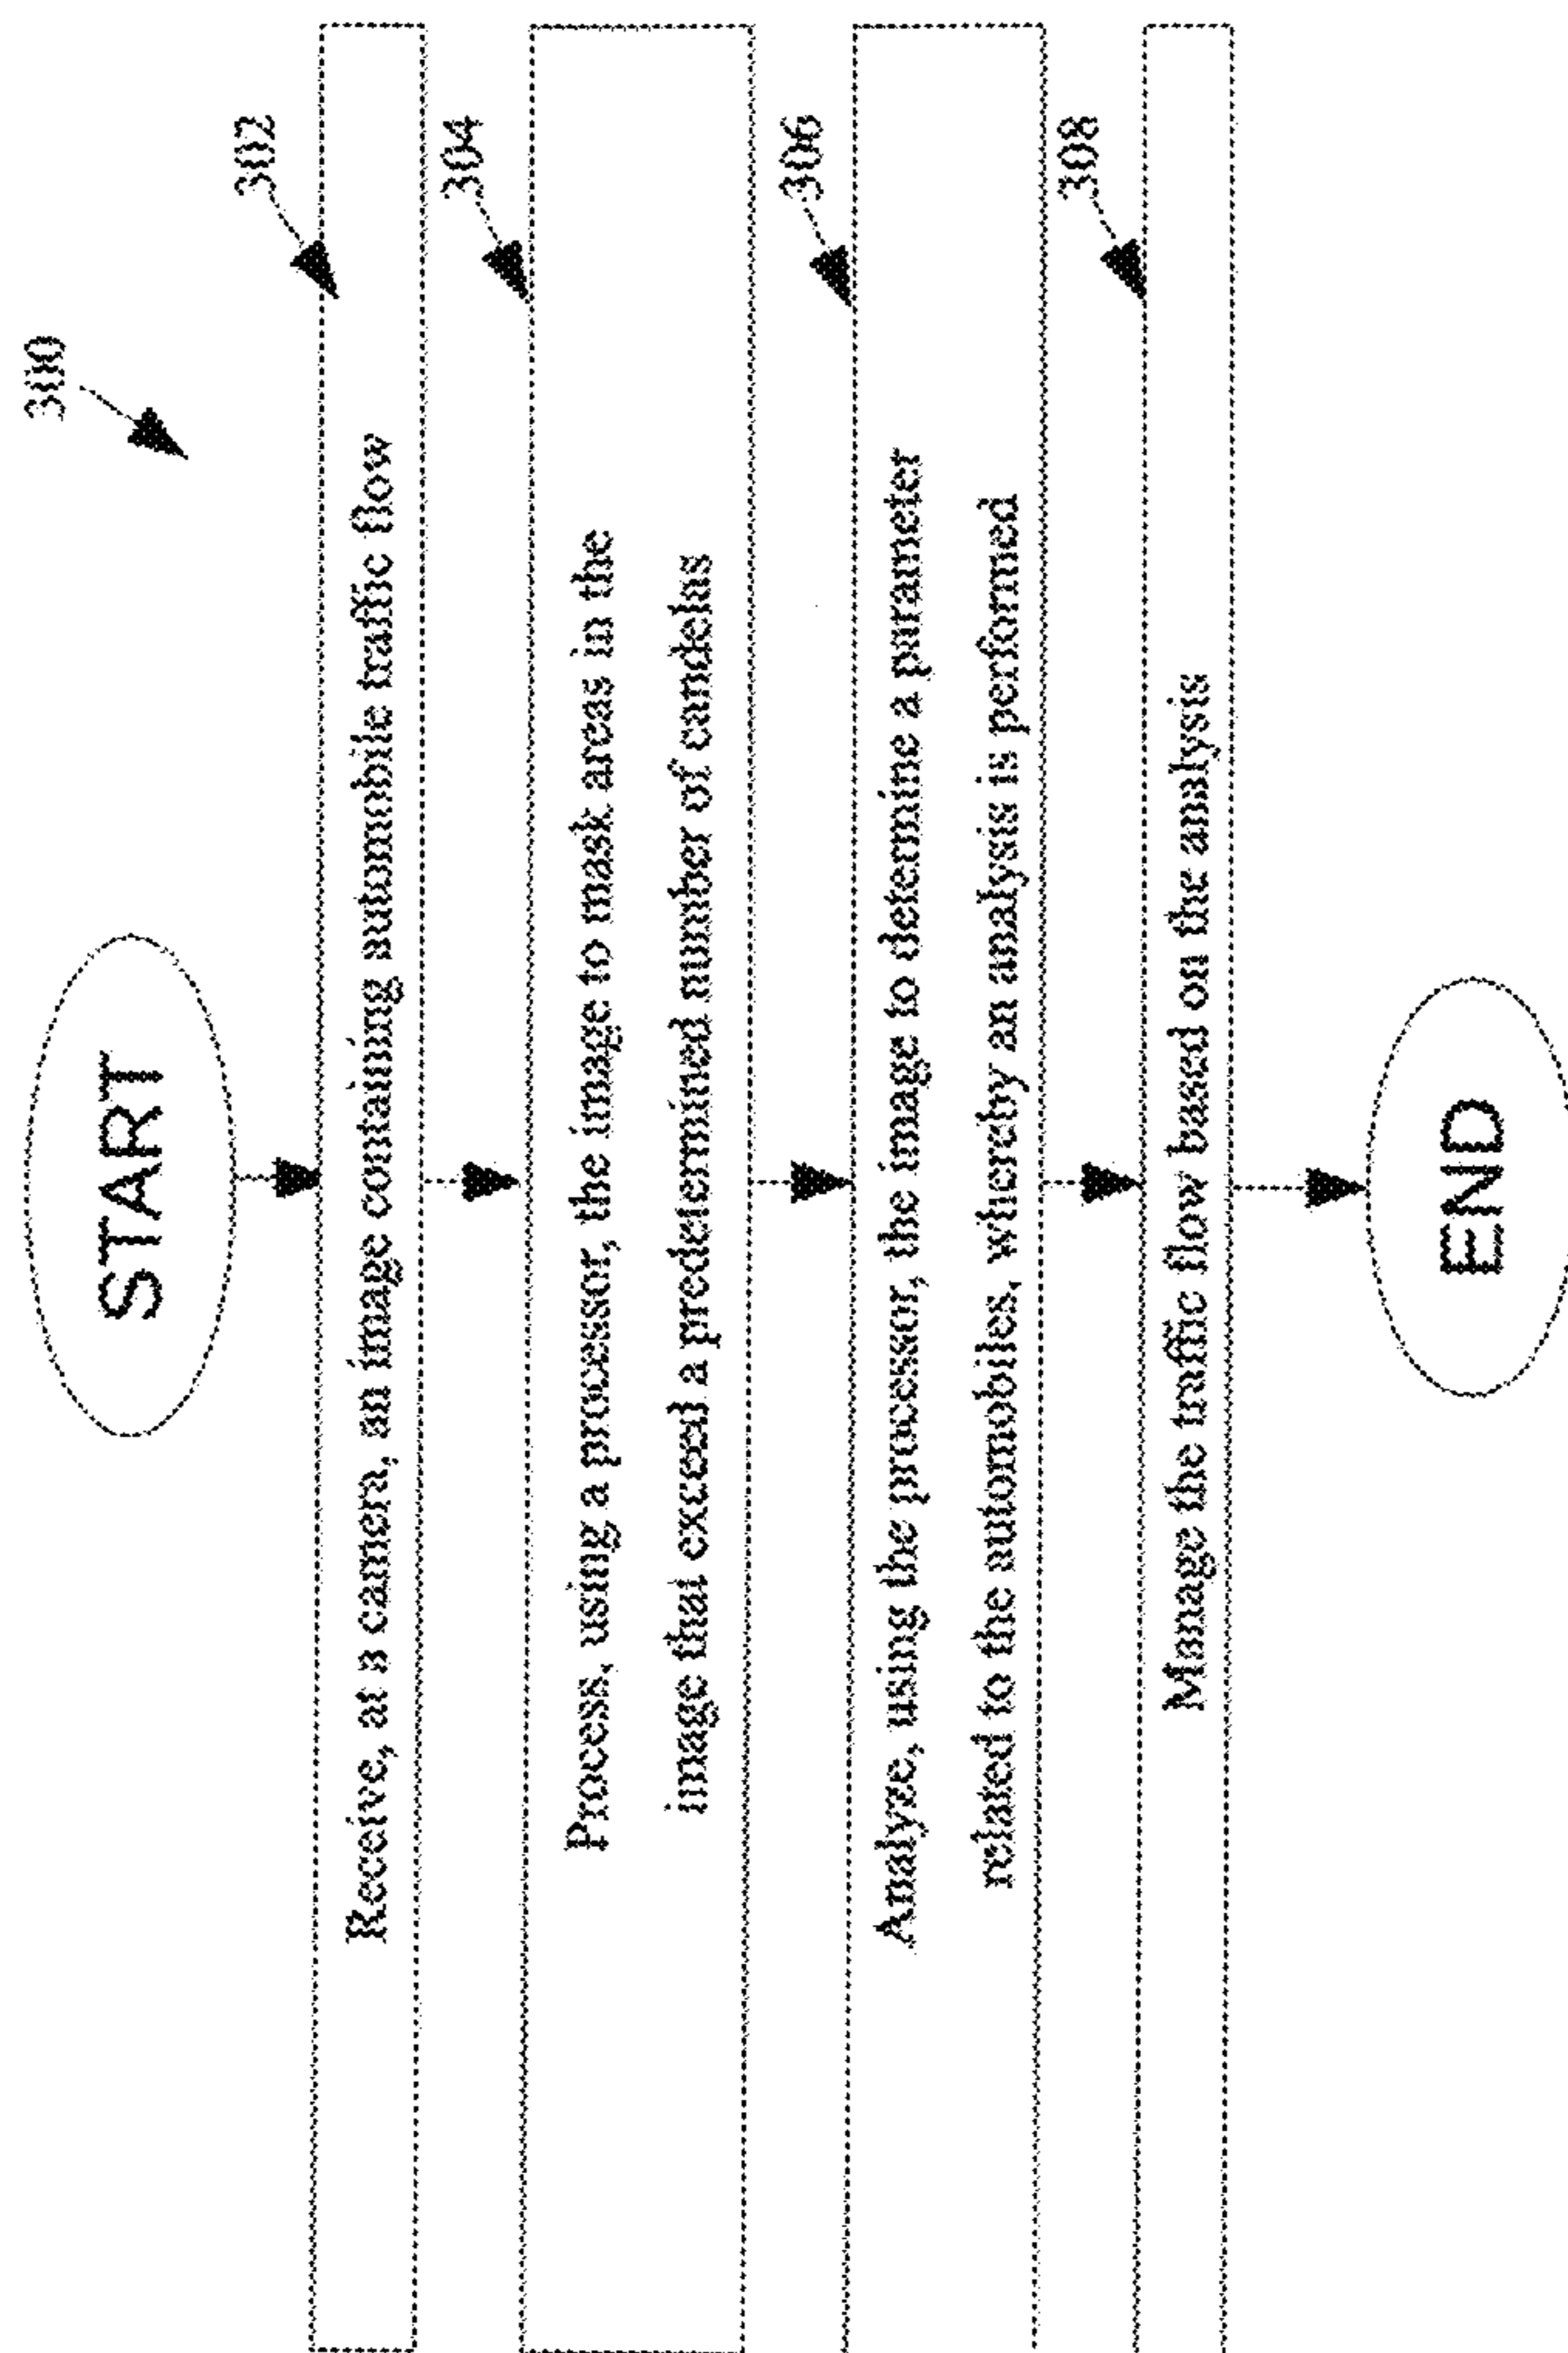 300
START
302
Receive, at a camera, an image containing automobile traffic flow
304
Process, using a processor, the image to mask areas in the
image that exceed a predetermined number of candelas
306
Analyze, using the processor, the image to determine a parameter
related to the automobiles, whereby an analysis is performed
308
Manage the traffic flow based on the analysis
END